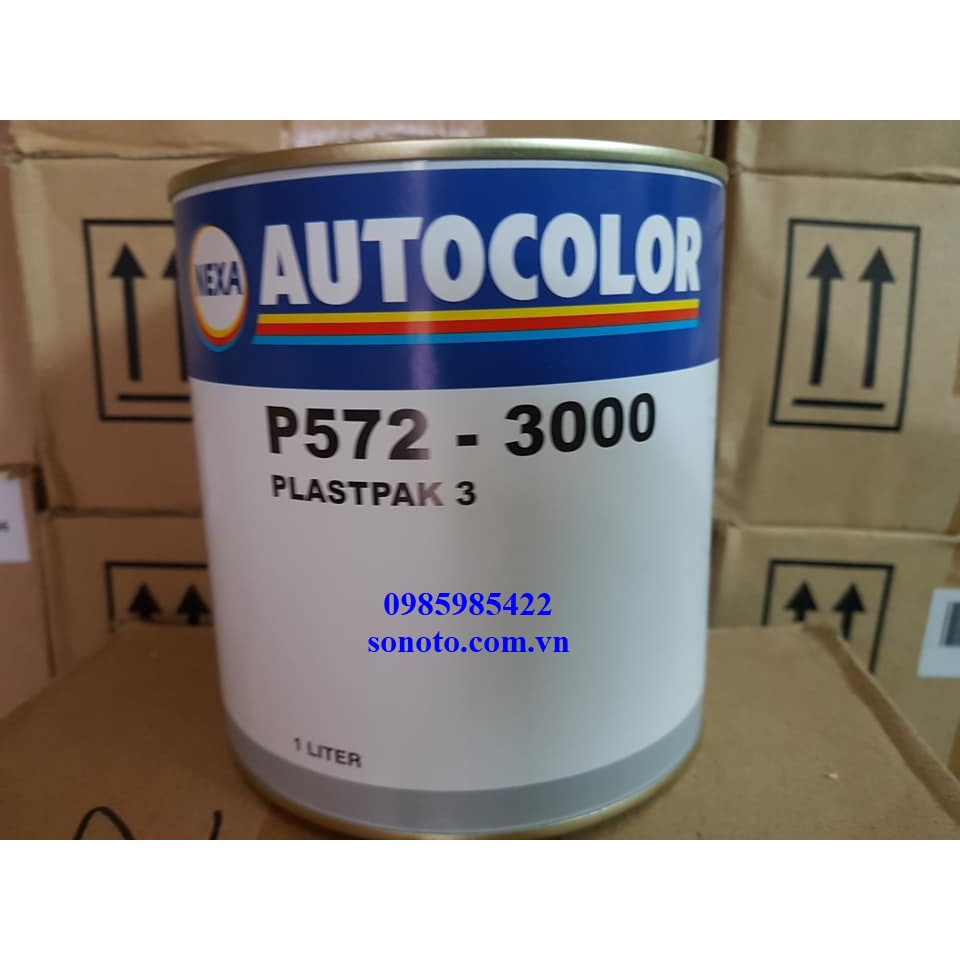 NEXA
AUTOCOLOR
P572 - 3000
PLASTPAK 3
0985985422
sonoto.com.vn
1 LITER